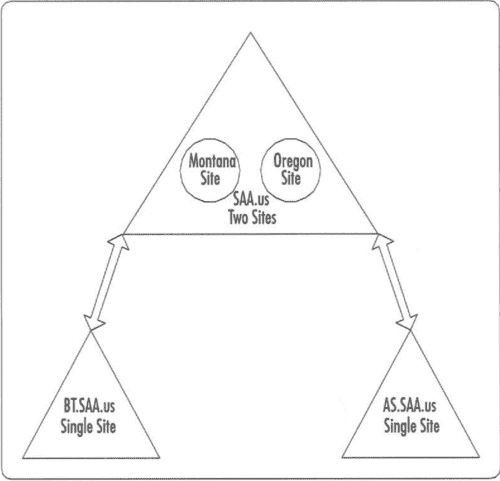 Montana
Site
Oregon
Site
SAA.us
Two Sites
BT.SAA.us
Single Site
AS.SAA.us
Single Site